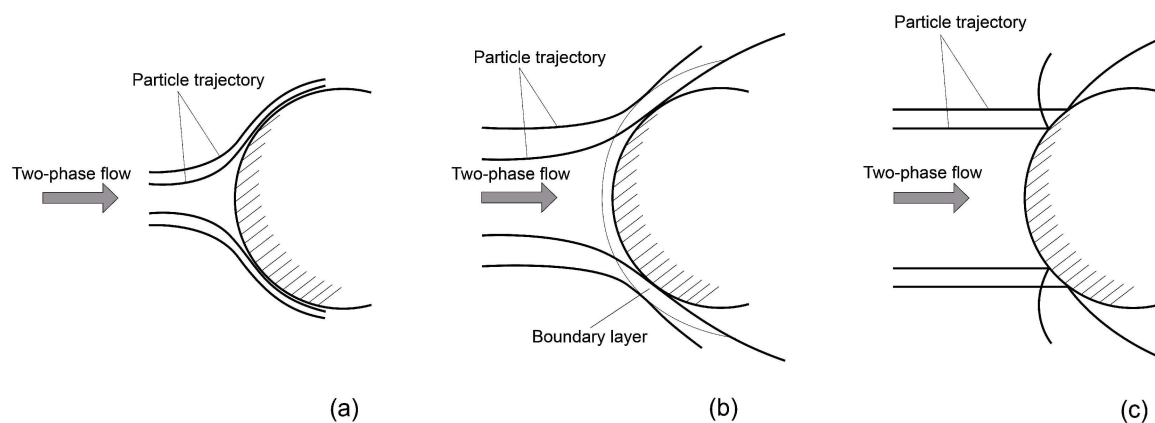 Particle trajectory
Two-phase flow
(a)
Particle trajectory
Two-phase flow
Boundary layer
(b)
Particle trajectory
Two-phase flow
(c)